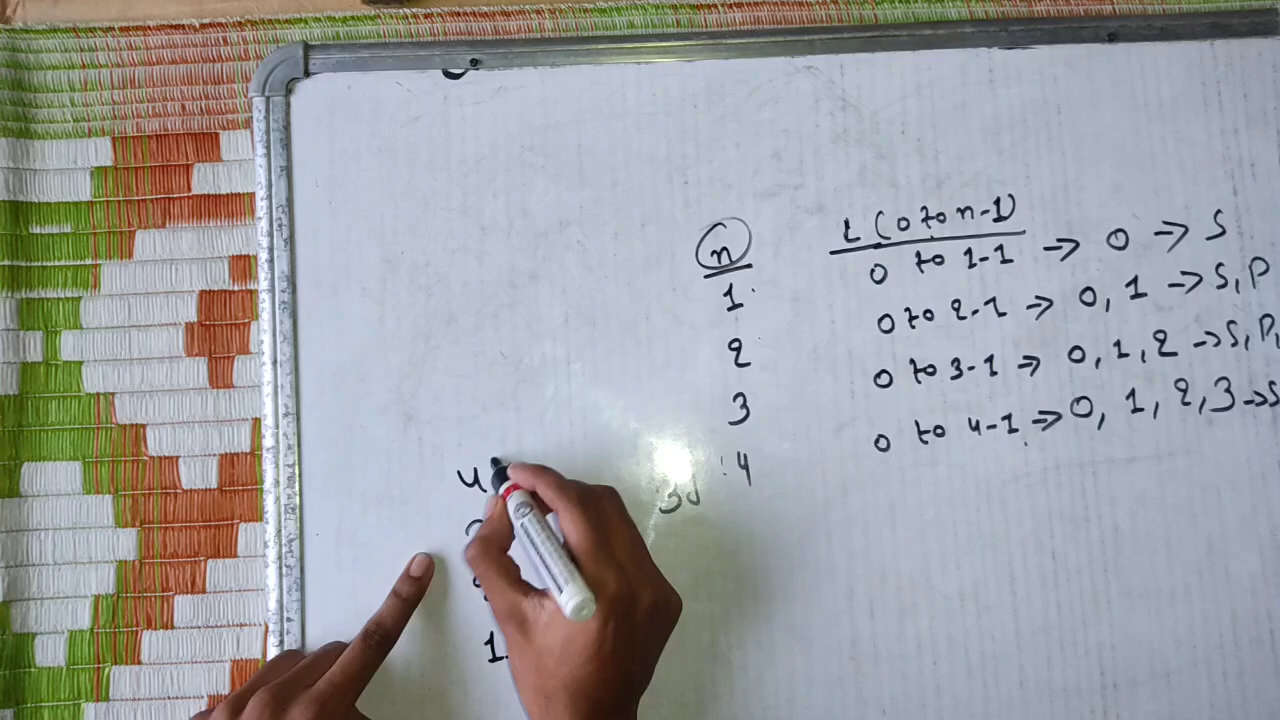 n l (0 to n-1)
1 0 to 1-1 → 0 → S
2 0 to 2-1 → 0, 1 → S, P
3 0 to 3-1 → 0, 1, 2 → S, P,
4 0 to 4-1 → 0, 1, 2, 3 → S
3d
4
1